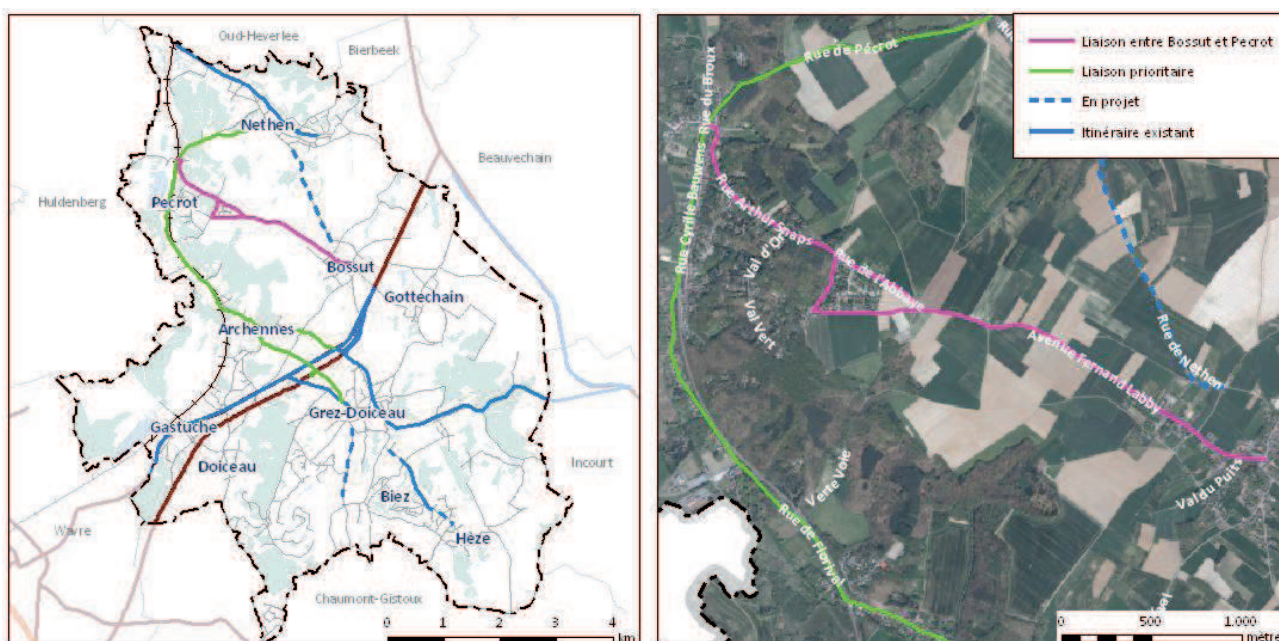 Oud-Heverlee
Bierbeek
Nethen
Beauvechain
Huldenberg
Pecrot
Bossut
Gottechain
Archennes
Grez-Doiceau
Gastuche
Doiceau
Incourt
Biez
Wavre
Hèze
Chaumont-Gistoux
0 1 2 3 4
km
Liaison entre Bossut et Pecrot
Liaison prioritaire
En projet
Itinéraire existant
Rue de Pécrot
Rue du Broux
Rue Cyrille Bauwens
Rue Arthur Snaps
Val d'Or
Rue de l'Abbaye
Val Vert
Avenue Fernand Labby
Rue de Nethen
Val du Puits
Verte Voie
Rue de Florival
0 500 1.000